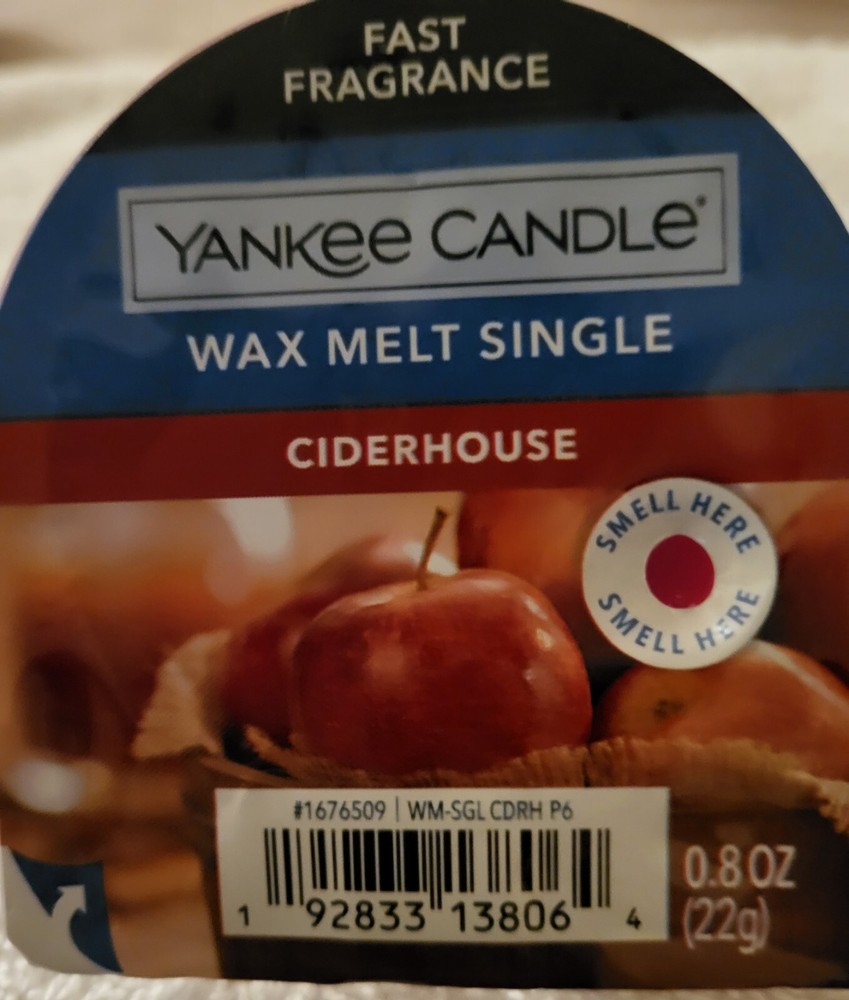 FAST
FRAGRANCE
YANKEE CANDLE®
WAX MELT SINGLE
CIDERHOUSE
SMELL HERE
SMELL HERE
#1676509 | WM-SGL CDRH P6
1 92833 13806 4
0.8 OZ
(22g)